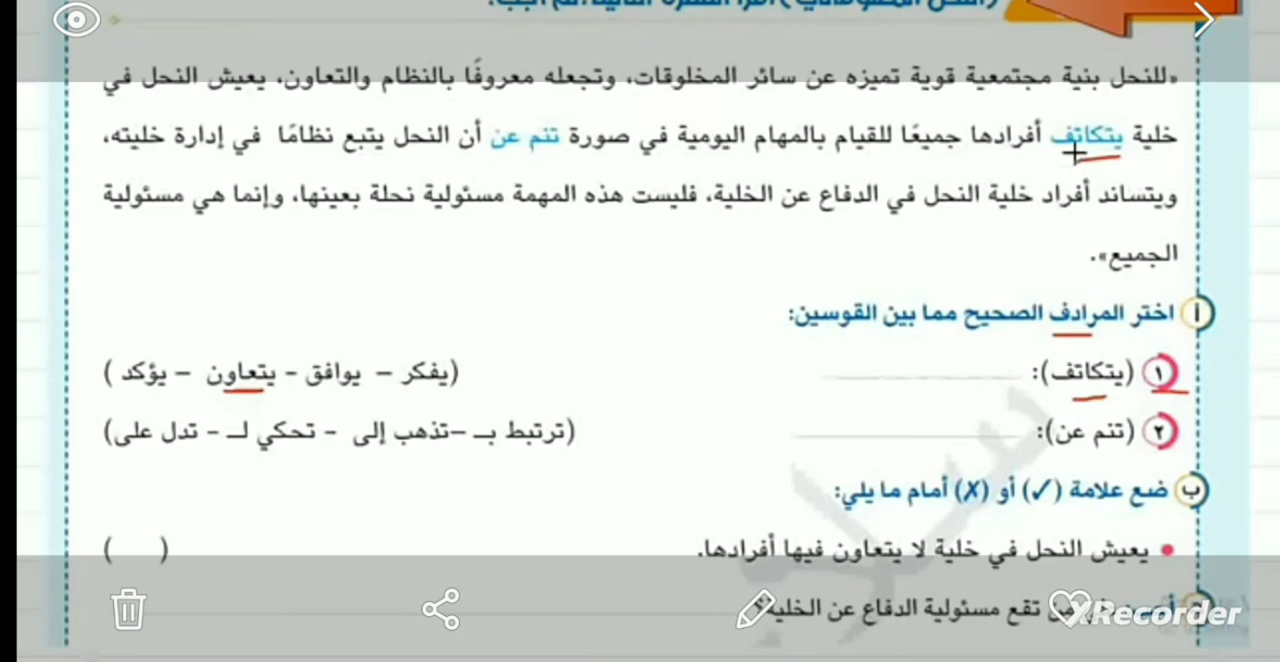 «للنحل بنية مجتمعية قوية تميزه عن سائر المخلوقات، وتجعله معروفًا بالنظام والتعاون، يعيش النحل في
خلية يتكاتف أفرادها جميعًا للقيام بالمهام اليومية في صورة تنم عن أن النحل يتبع نظامًا في إدارة خليته،
ويتساند أفراد خلية النحل في الدفاع عن الخلية، فليست هذه المهمة مسئولية نحلة بعينها، وإنما هي مسئولية
الجميع».
أ اختر المرادف الصحيح مما بين القوسين:
١ (يتكاتف): (يفكر – يوافق – يتعاون – يؤكد )
٢ (تنم عن): (ترتبط بـ –تذهب إلى - تحكي لـ - تدل على)
ب ضع علامة (✓) أو (✗) أمام ما يلي:
• يعيش النحل في خلية لا يتعاون فيها أفرادها. ( )
تقع مسئولية الدفاع عن الخلية؟
XRecorder